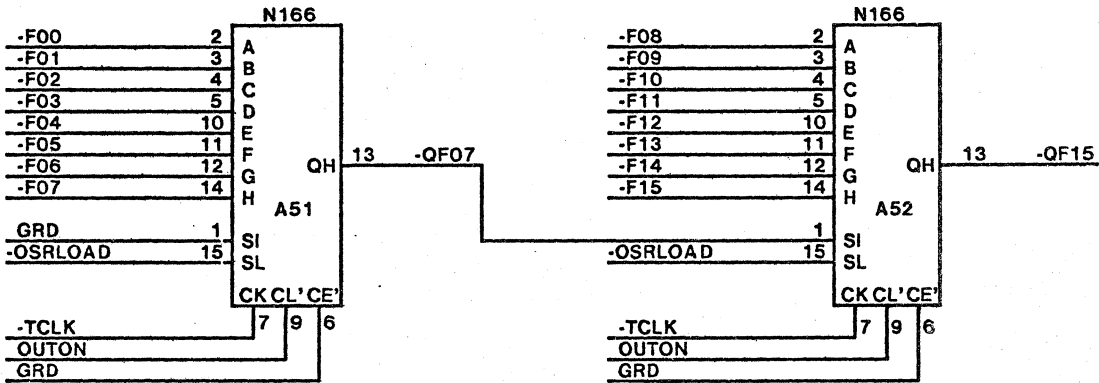 N166 N166
-F00 2 A -F08 2 A
-F01 3 B -F09 3 B
-F02 4 C -F10 4 C
-F03 5 D -F11 5 D
-F04 10 E -F12 10 E
-F05 11 F -F13 11 F
QH 13 -QF07 QH 13 -QF15
-F06 12 G -F14 12 G
-F07 14 H -F15 14 H
A51 A52
GRD 1 SI 1 SI
-OSRLOAD 15 SL -OSRLOAD 15 SL
CK CL' CE' CK CL' CE'
-TCLK 7 9 6 -TCLK 7 9 6
OUTON OUTON
GRD GRD